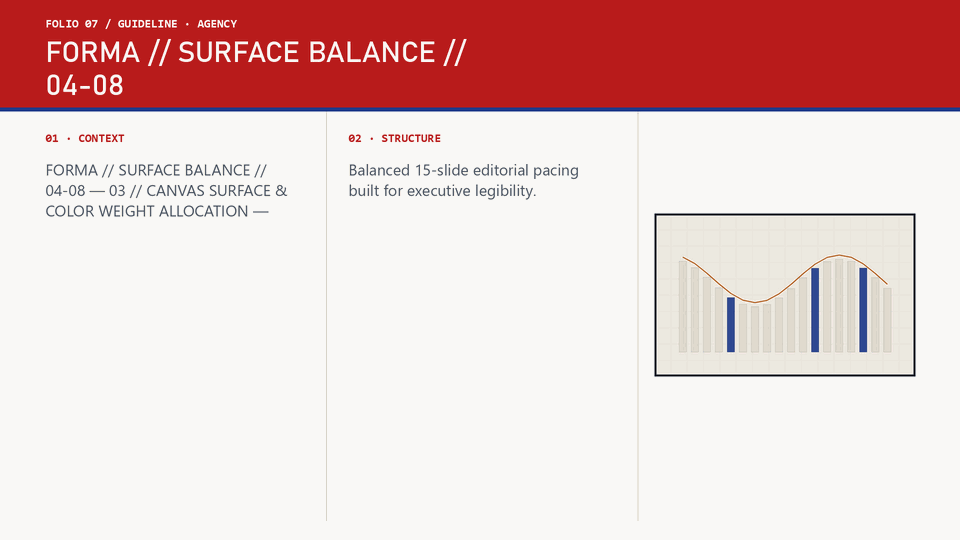 FOLIO 07 / GUIDELINE · AGENCY
FORMA // SURFACE BALANCE //
04-08
01 · CONTEXT
FORMA // SURFACE BALANCE //
04-08 — 03 // CANVAS SURFACE &
COLOR WEIGHT ALLOCATION —
02 · STRUCTURE
Balanced 15-slide editorial pacing
built for executive legibility.